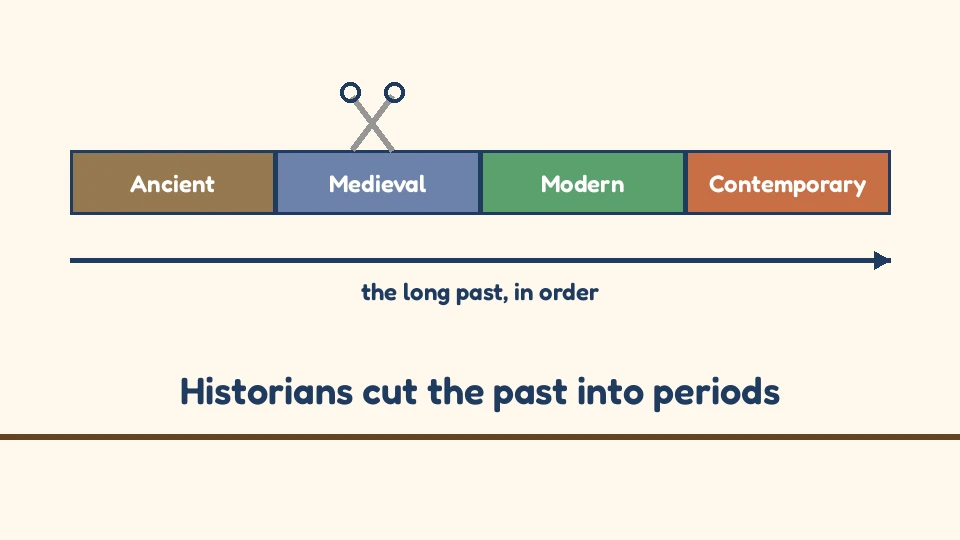 Ancient Medieval Modern Contemporary
the long past, in order
Historians cut the past into periods